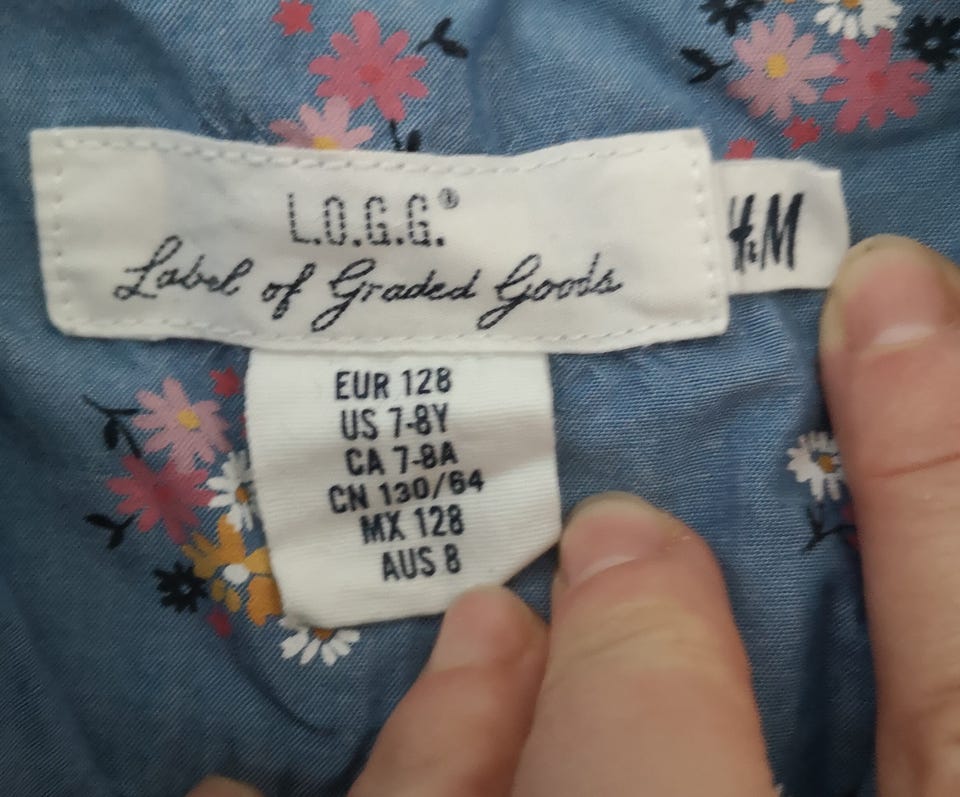 L.O.G.G.®
Label of Graded Goods
H&M
EUR 128
US 7-8Y
CA 7-8A
CN 130/64
MX 128
AUS 8